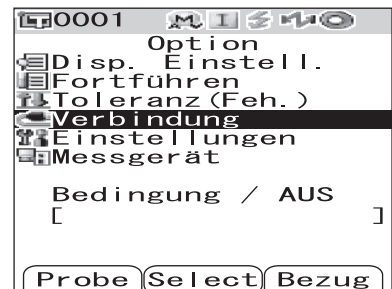 0001 M I
Option
Disp. Einstell.
Fortführen
Toleranz(Feh.)
Verbindung
Einstellungen
Messgerät
Bedingung / AUS
[ ]
Probe Select Bezug